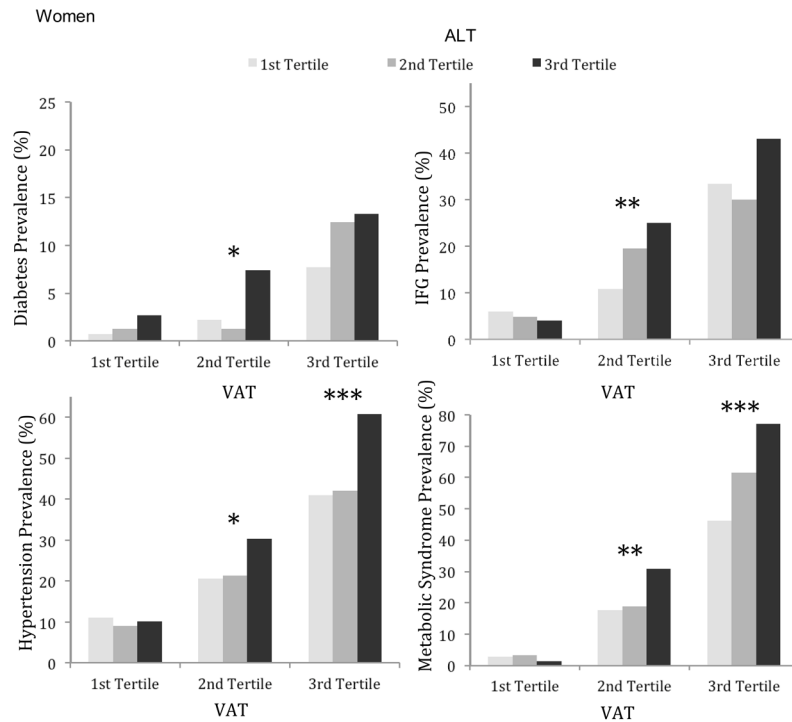 Women
ALT
1st Tertile 2nd Tertile 3rd Tertile
Diabetes Prevalence (%)
25
20
15
10
5
0
*
1st Tertile 2nd Tertile 3rd Tertile
VAT
IFG Prevalence (%)
50
40
30
20
10
0
**
1st Tertile 2nd Tertile 3rd Tertile
VAT
Hypertension Prevalence (%)
60
50
40
30
20
10
0
*
***
1st Tertile 2nd Tertile 3rd Tertile
VAT
Metabolic Syndrome Prevalence (%)
80
70
60
50
40
30
20
10
0
**
***
1st Tertile 2nd Tertile 3rd Tertile
VAT